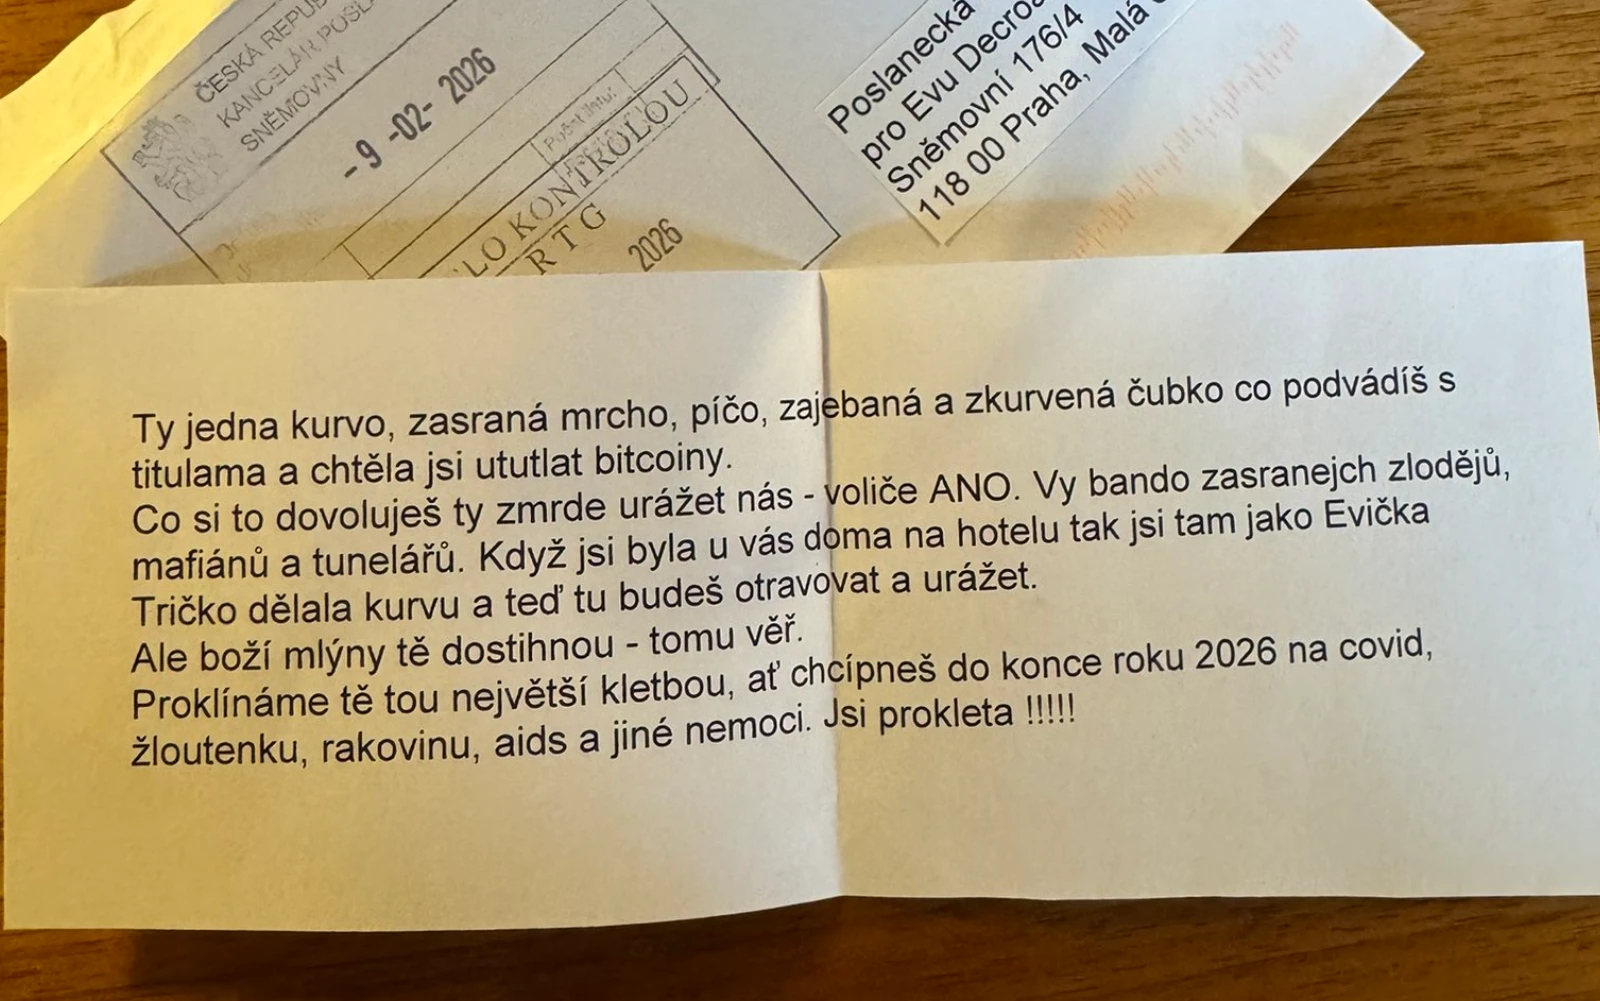 ČESKÁ REPUB
KANCELÁŘ POSL
SNĚMOVNY
- 9 -02- 2026
LO KONTROLOU
RTG
2026
Poslanecká
pro Evu Decroi
Sněmovní 176/4
118 00 Praha, Malá
Ty jedna kurvo, zasraná mrcho, píčo, zajebaná a zkurvená čubko co podvádíš s
titulama a chtěla jsi ututlat bitcoiny.
Co si to dovoluješ ty zmrde urážet nás - voliče ANO. Vy bando zasranejch zlodějů,
mafiánů a tunelářů. Když jsi byla u vás doma na hotelu tak jsi tam jako Evička
Tričko dělala kurvu a teď tu budeš otravovat a urážet.
Ale boží mlýny tě dostihnou - tomu věř.
Proklínáme tě tou největší kletbou, ať chcípneš do konce roku 2026 na covid,
žloutenku, rakovinu, aids a jiné nemoci. Jsi prokleta !!!!!